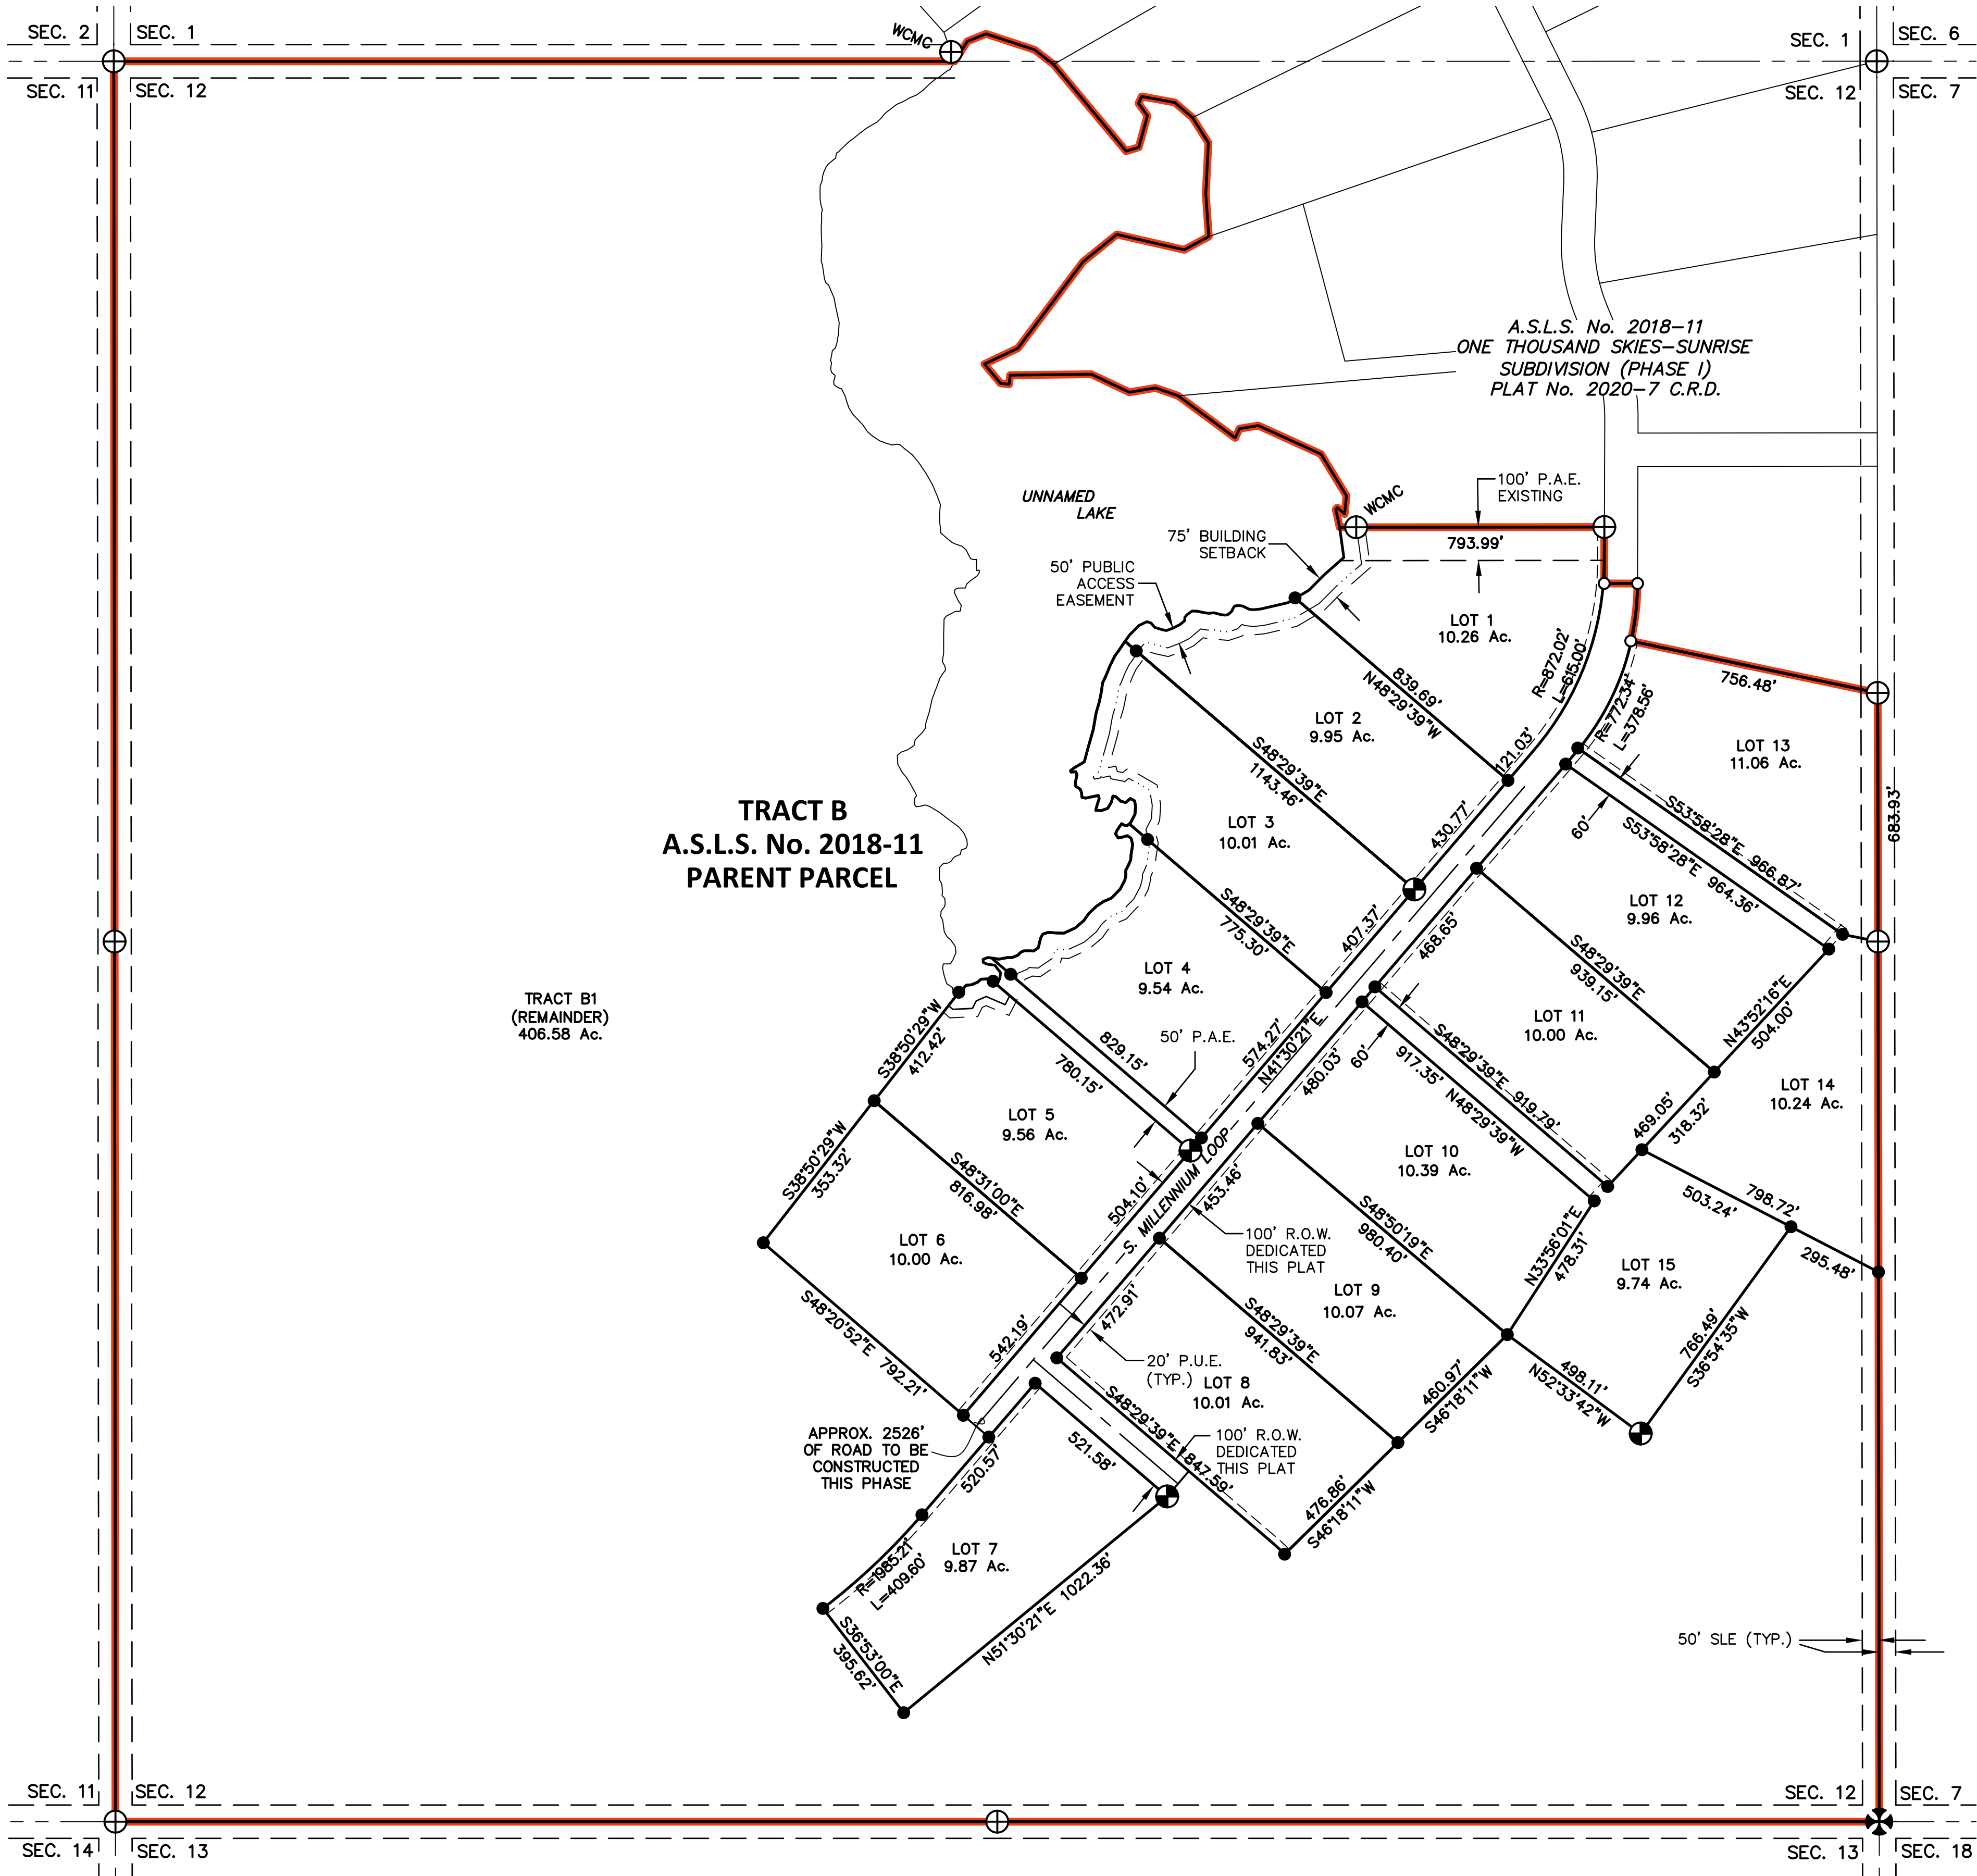 SEC. 2
SEC. 1
WCMC
SEC. 1
SEC. 6
SEC. 11
SEC. 12
SEC. 12
SEC. 7
A.S.L.S. No. 2018-11
ONE THOUSAND SKIES-SUNRISE
SUBDIVISION (PHASE I)
PLAT No. 2020-7 C.R.D.
UNNAMED
LAKE
WCMC
100' P.A.E.
EXISTING
793.99'
75' BUILDING
SETBACK
50' PUBLIC
ACCESS
EASEMENT
LOT 1
10.26 Ac.
R=872.02'
L=615.00'
839.69'
N48°29'39"W
756.48'
R=772.34'
L=378.56'
LOT 2
9.95 Ac.
121.03'
LOT 13
11.06 Ac.
S48°29'39"E
1143.46'
430.77'
683.93'
TRACT B
A.S.L.S. No. 2018-11
PARENT PARCEL
LOT 3
10.01 Ac.
60'
S53°58'28"E 966.87'
S53°58'28"E 964.36'
LOT 12
9.96 Ac.
S48°29'39"E
775.30'
407.37'
468.65'
S48°29'39"E
939.15'
LOT 4
9.54 Ac.
TRACT B1
(REMAINDER)
406.58 Ac.
LOT 11
10.00 Ac.
N43°52'16"E
504.00'
S38°50'29"W
412.42'
829.15'
780.15'
50' P.A.E.
574.27'
N41°30'21"E
480.03'
60'
S48°29'39"E 919.79'
917.35' N48°29'39"W
LOT 14
10.24 Ac.
LOT 5
9.56 Ac.
469.05'
318.32'
S38°50'29"W
353.32'
S48°31'00"E
816.98'
LOT 10
10.39 Ac.
504.10'
S. MILLENNIUM LOOP
453.46'
S48°50'19"E
980.40'
N33°56'01"E
478.31'
503.24'
798.72'
295.48'
LOT 6
10.00 Ac.
100' R.O.W.
DEDICATED
THIS PLAT
LOT 15
9.74 Ac.
LOT 9
10.07 Ac.
S48°20'52"E 792.21'
542.19'
472.91'
S48°29'39"E
941.83'
766.49'
S36°54'35"W
20' P.U.E.
(TYP.)
LOT 8
10.01 Ac.
460.97'
S46°18'11"W
498.11'
N52°33'42"W
APPROX. 2526'
OF ROAD TO BE
CONSTRUCTED
THIS PHASE
521.58'
S48°29'39"E 847.59'
100' R.O.W.
DEDICATED
THIS PLAT
520.57'
476.86'
S46°18'11"W
LOT 7
9.87 Ac.
R=1985.21'
L=409.60'
N51°30'21"E 1022.36'
S36°53'00"E
395.62'
50' SLE (TYP.)
SEC. 11
SEC. 12
SEC. 12
SEC. 7
SEC. 14
SEC. 13
SEC. 13
SEC. 18